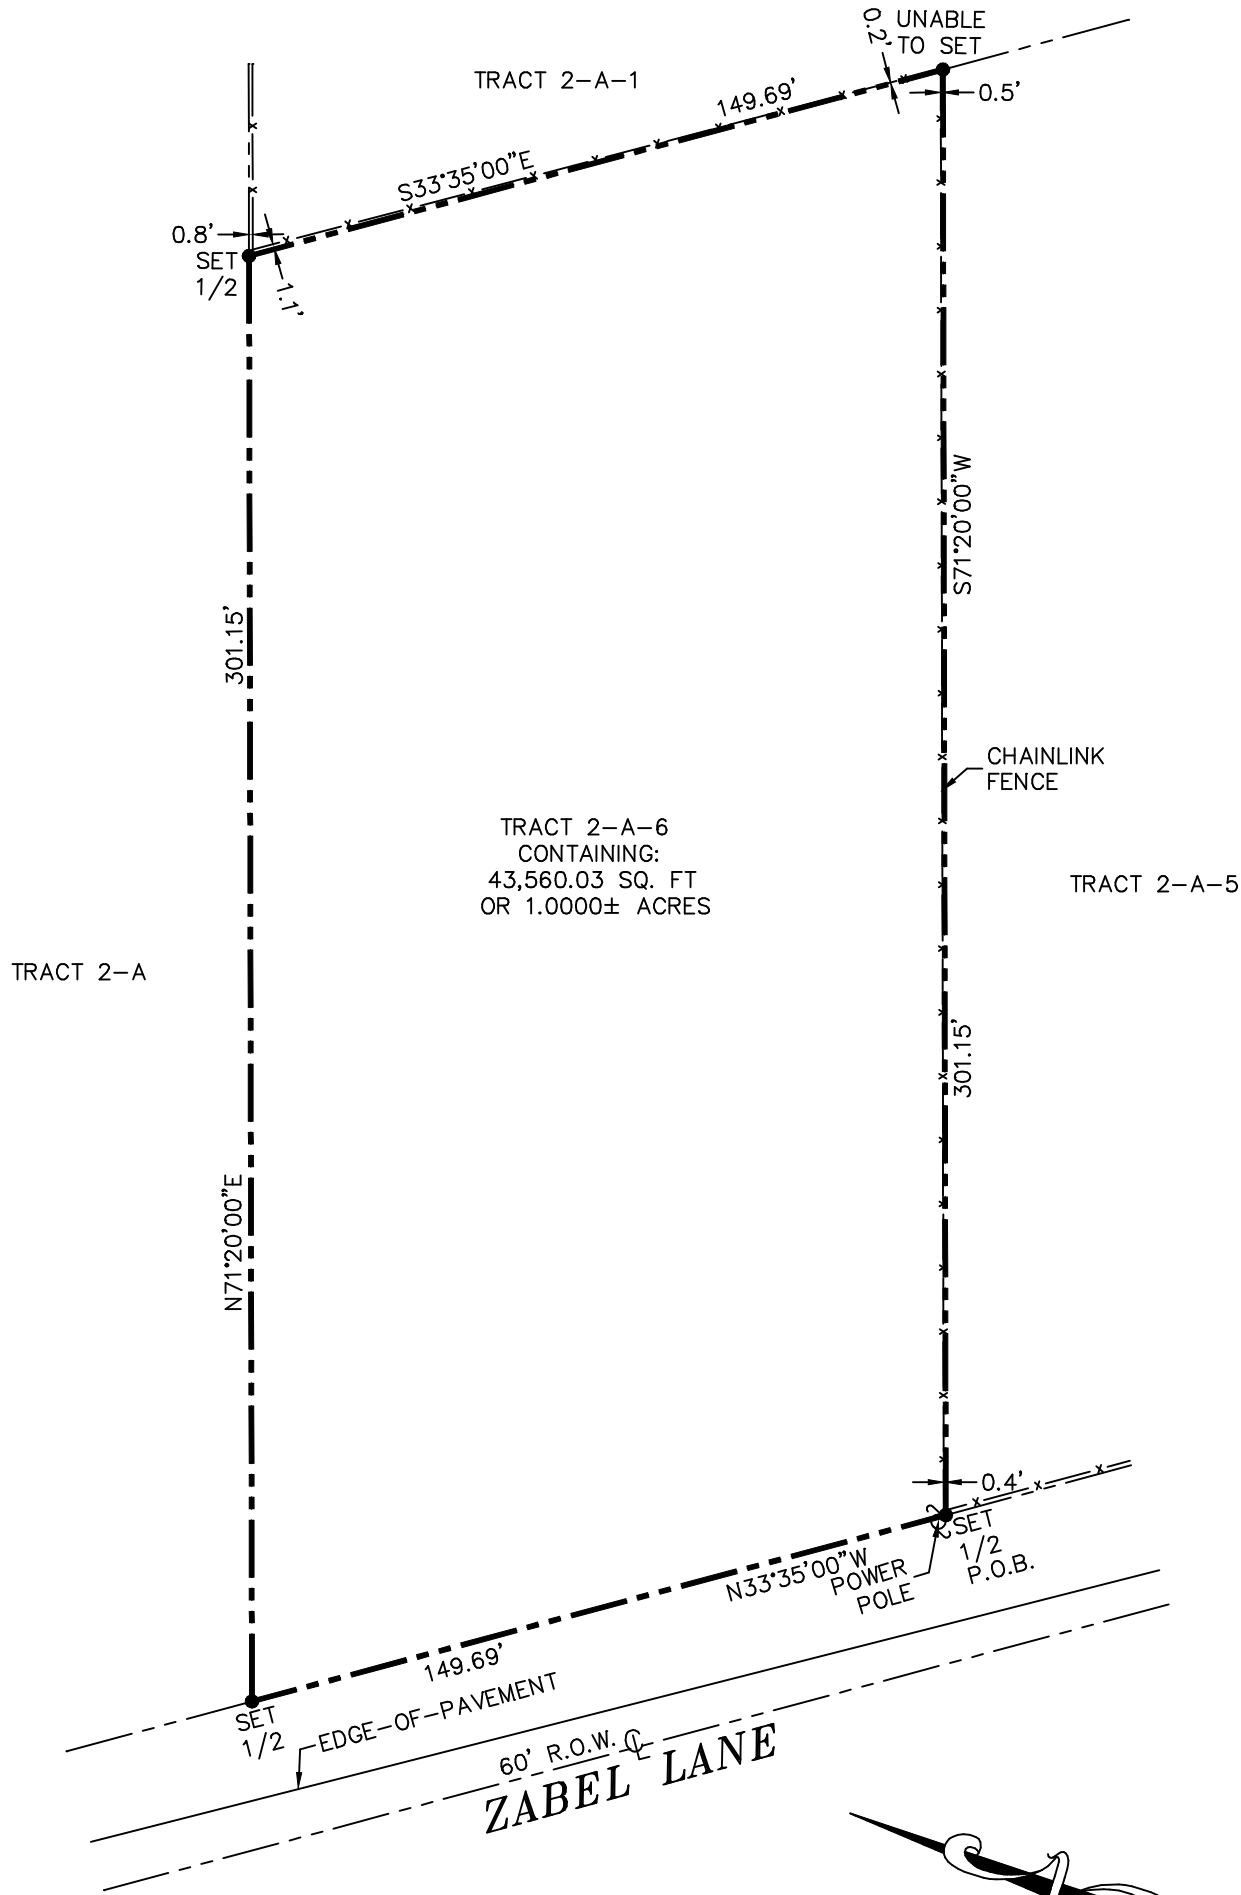 UNABLE
TO SET
0.2'
0.5'
TRACT 2-A-1
149.69'
S33°35'00"E
0.8'
SET
1/2
1.1'
S71°20'00"W
301.15'
CHAINLINK
FENCE
TRACT 2-A-6
CONTAINING:
43,560.03 SQ. FT
OR 1.0000± ACRES
TRACT 2-A-5
TRACT 2-A
301.15'
N71°20'00"E
0.4'
SET
1/2
P.O.B.
N33°35'00"W
POWER
POLE
149.69'
SET
1/2
EDGE-OF-PAVEMENT
60' R.O.W. ℄
ZABEL LANE